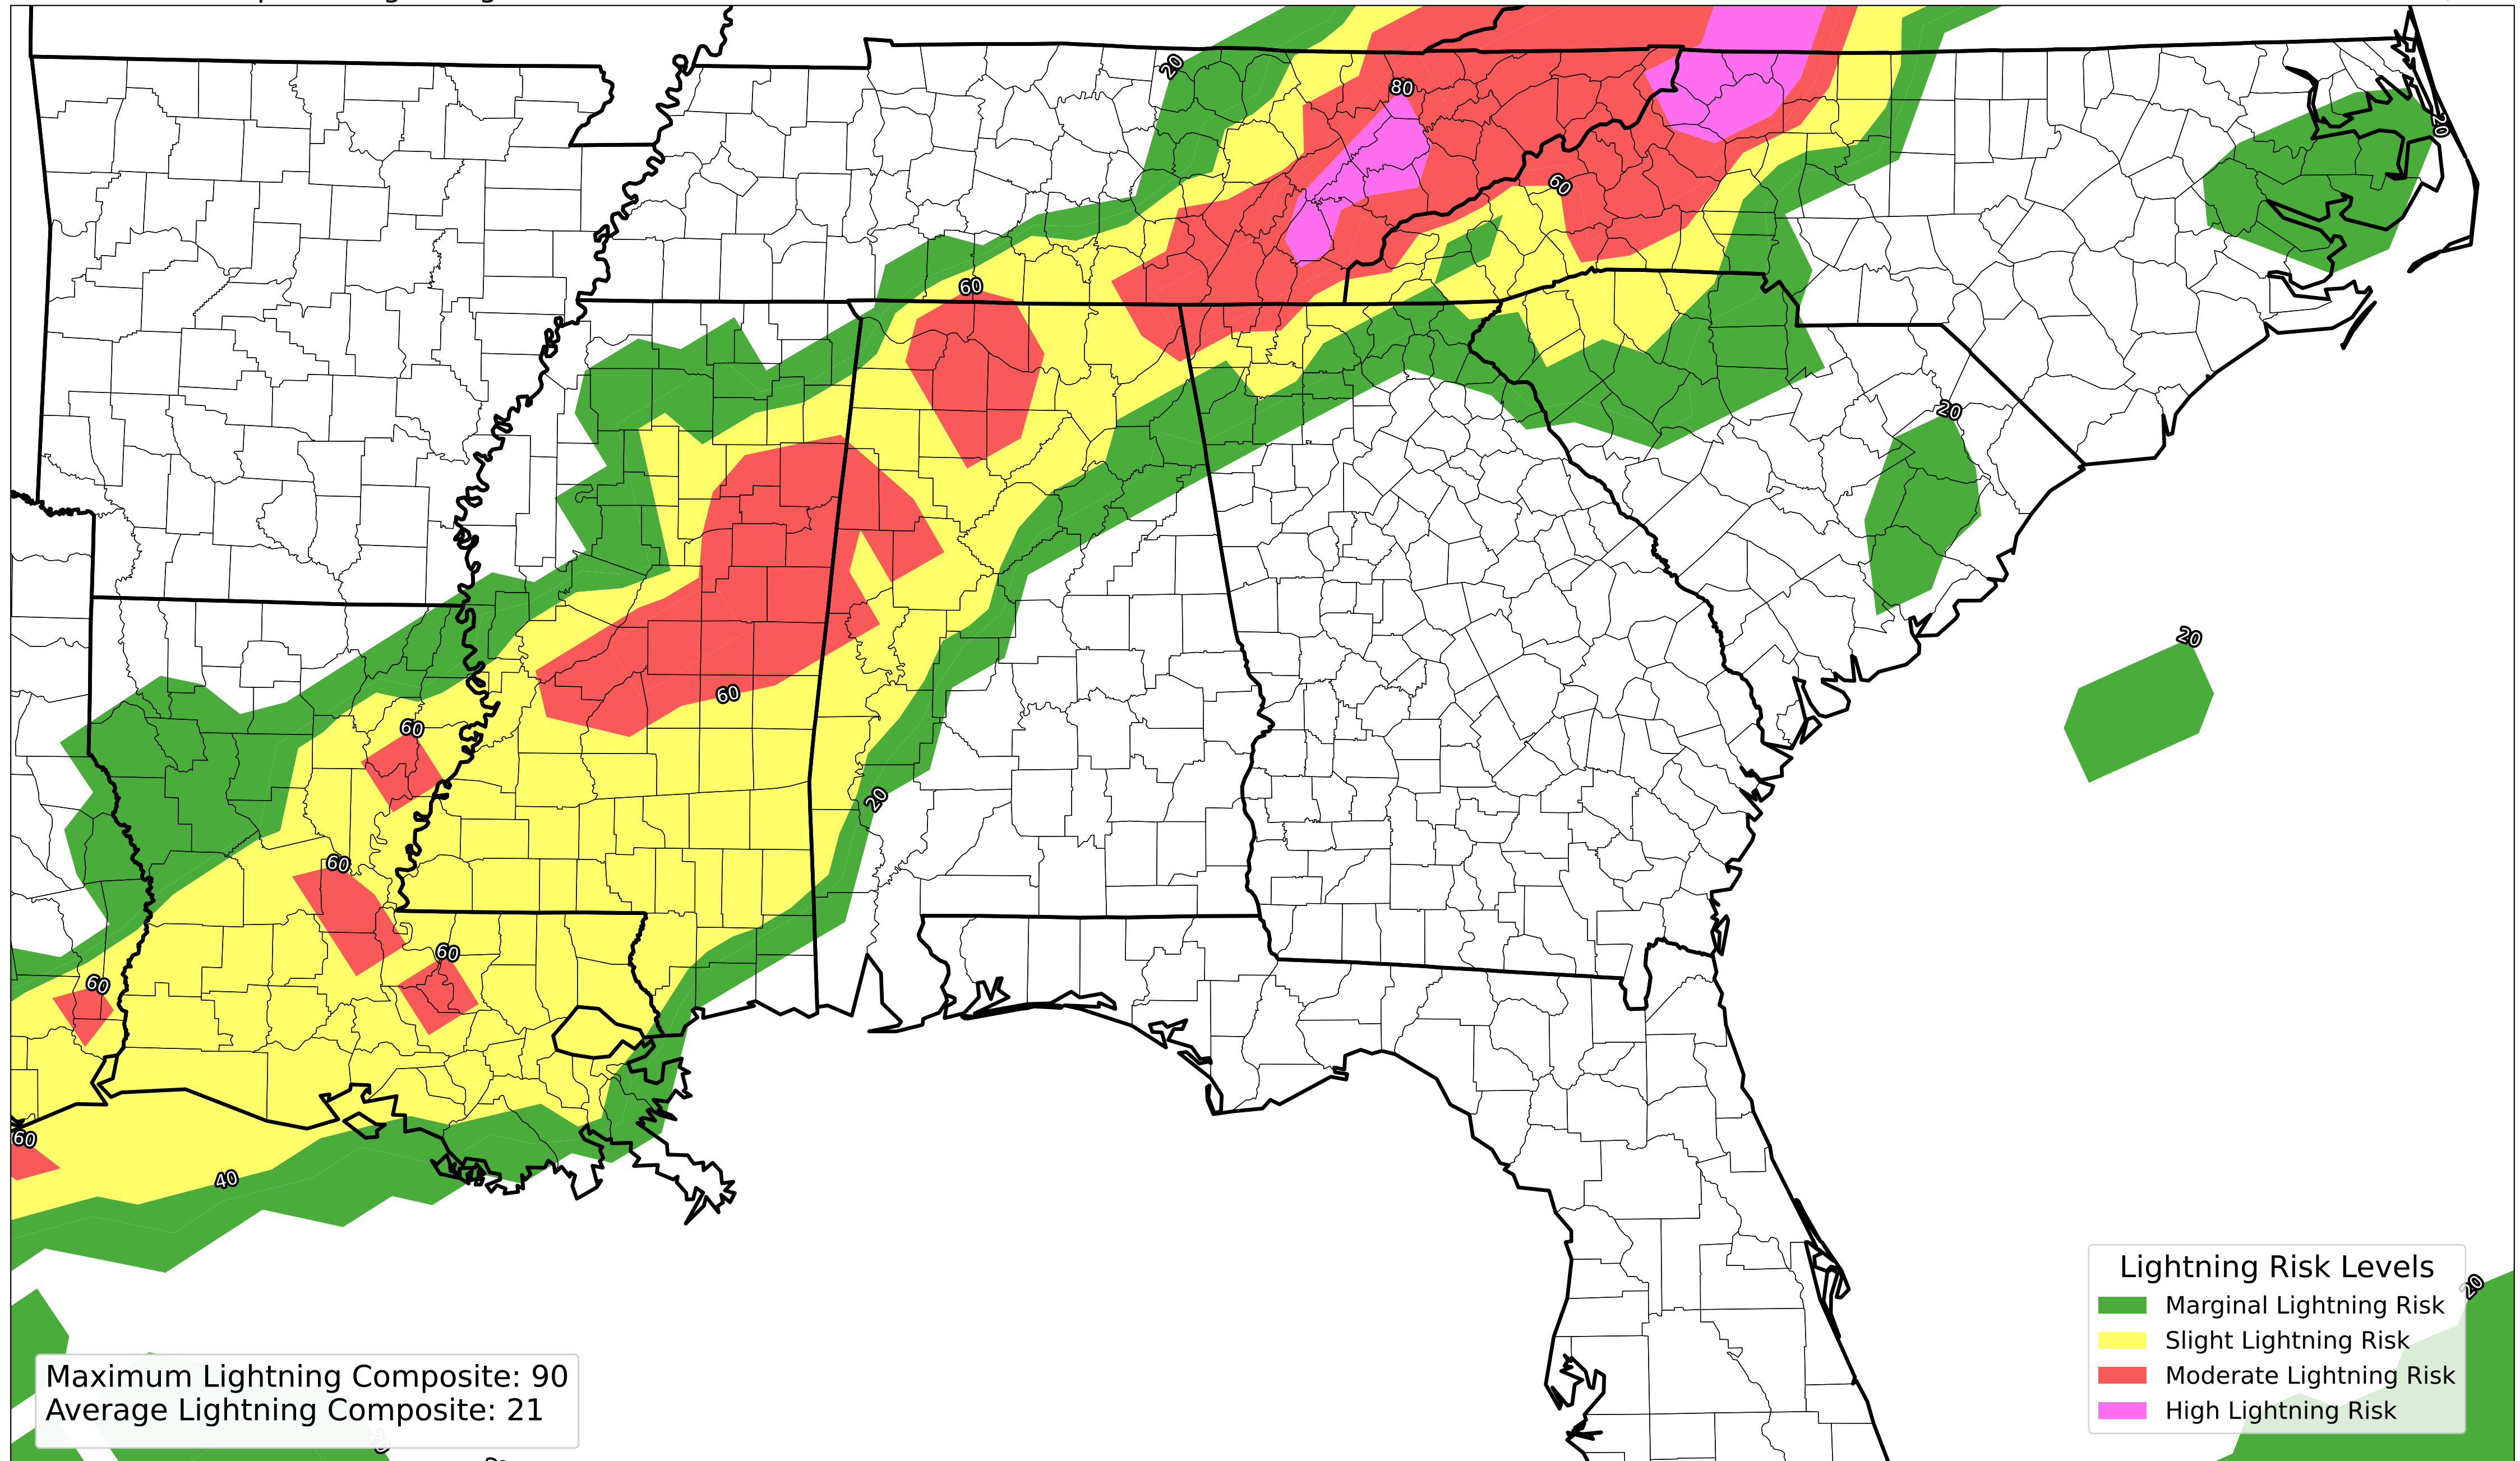 20
80
20
60
60
20
60
20
60
60
20
60
60
60
60
40
Lightning Risk Levels
20
Marginal Lightning Risk
Slight Lightning Risk
Moderate Lightning Risk
High Lightning Risk
Maximum Lightning Composite: 90
Average Lightning Composite: 21